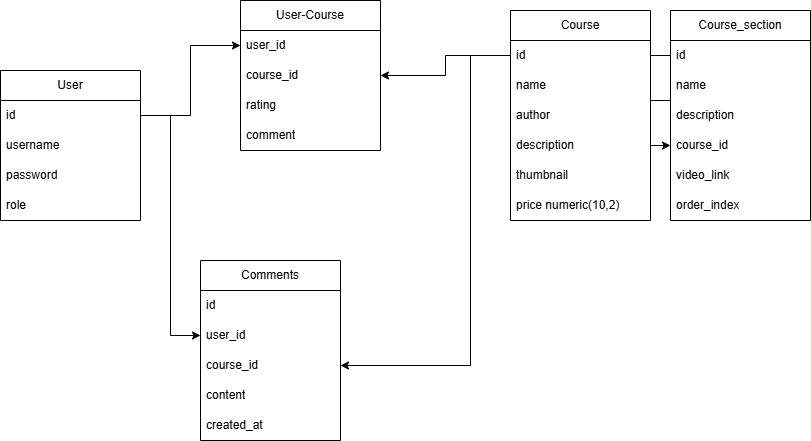 User-Course
user_id
course_id
rating
comment
Course
id
name
author
description
thumbnail
price numeric(10,2)
Course_section
id
name
description
course_id
video_link
order_index
User
id
username
password
role
Comments
id
user_id
course_id
content
created_at